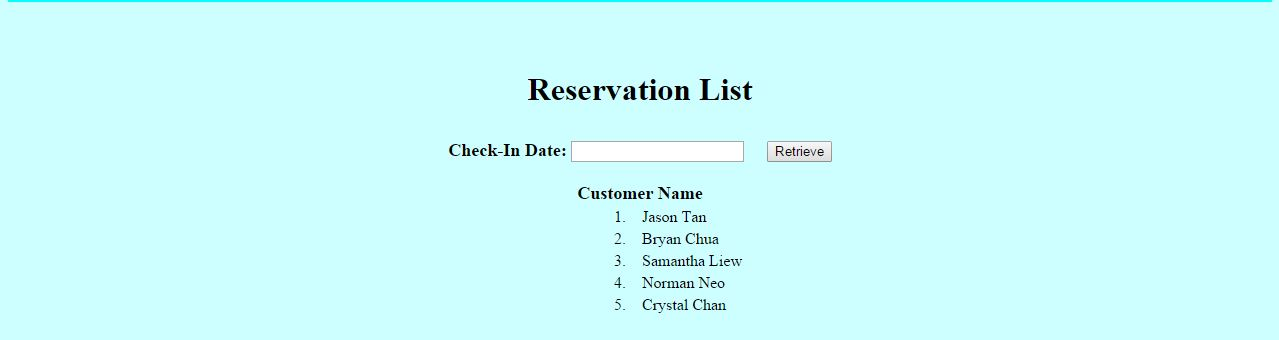 Reservation List
Check-In Date: Retrieve
Customer Name
1. Jason Tan
2. Bryan Chua
3. Samantha Liew
4. Norman Neo
5. Crystal Chan